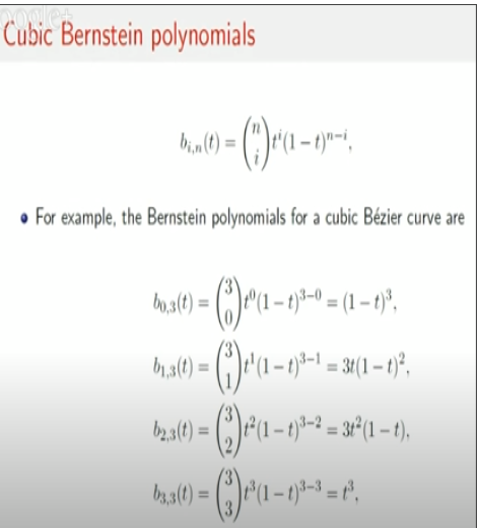 Google+
Cubic Bernstein polynomials
b_{i,n}(t) = \binom{n}{i} t^i (1 − t)^{n−i},
• For example, the Bernstein polynomials for a cubic Bézier curve are
b_{0,3}(t) = \binom{3}{0} t^0 (1 − t)^{3−0} = (1 − t)^3,
b_{1,3}(t) = \binom{3}{1} t^1 (1 − t)^{3−1} = 3t(1 − t)^2,
b_{2,3}(t) = \binom{3}{2} t^2 (1 − t)^{3−2} = 3t^2(1 − t),
b_{3,3}(t) = \binom{3}{3} t^3 (1 − t)^{3−3} = t^3,